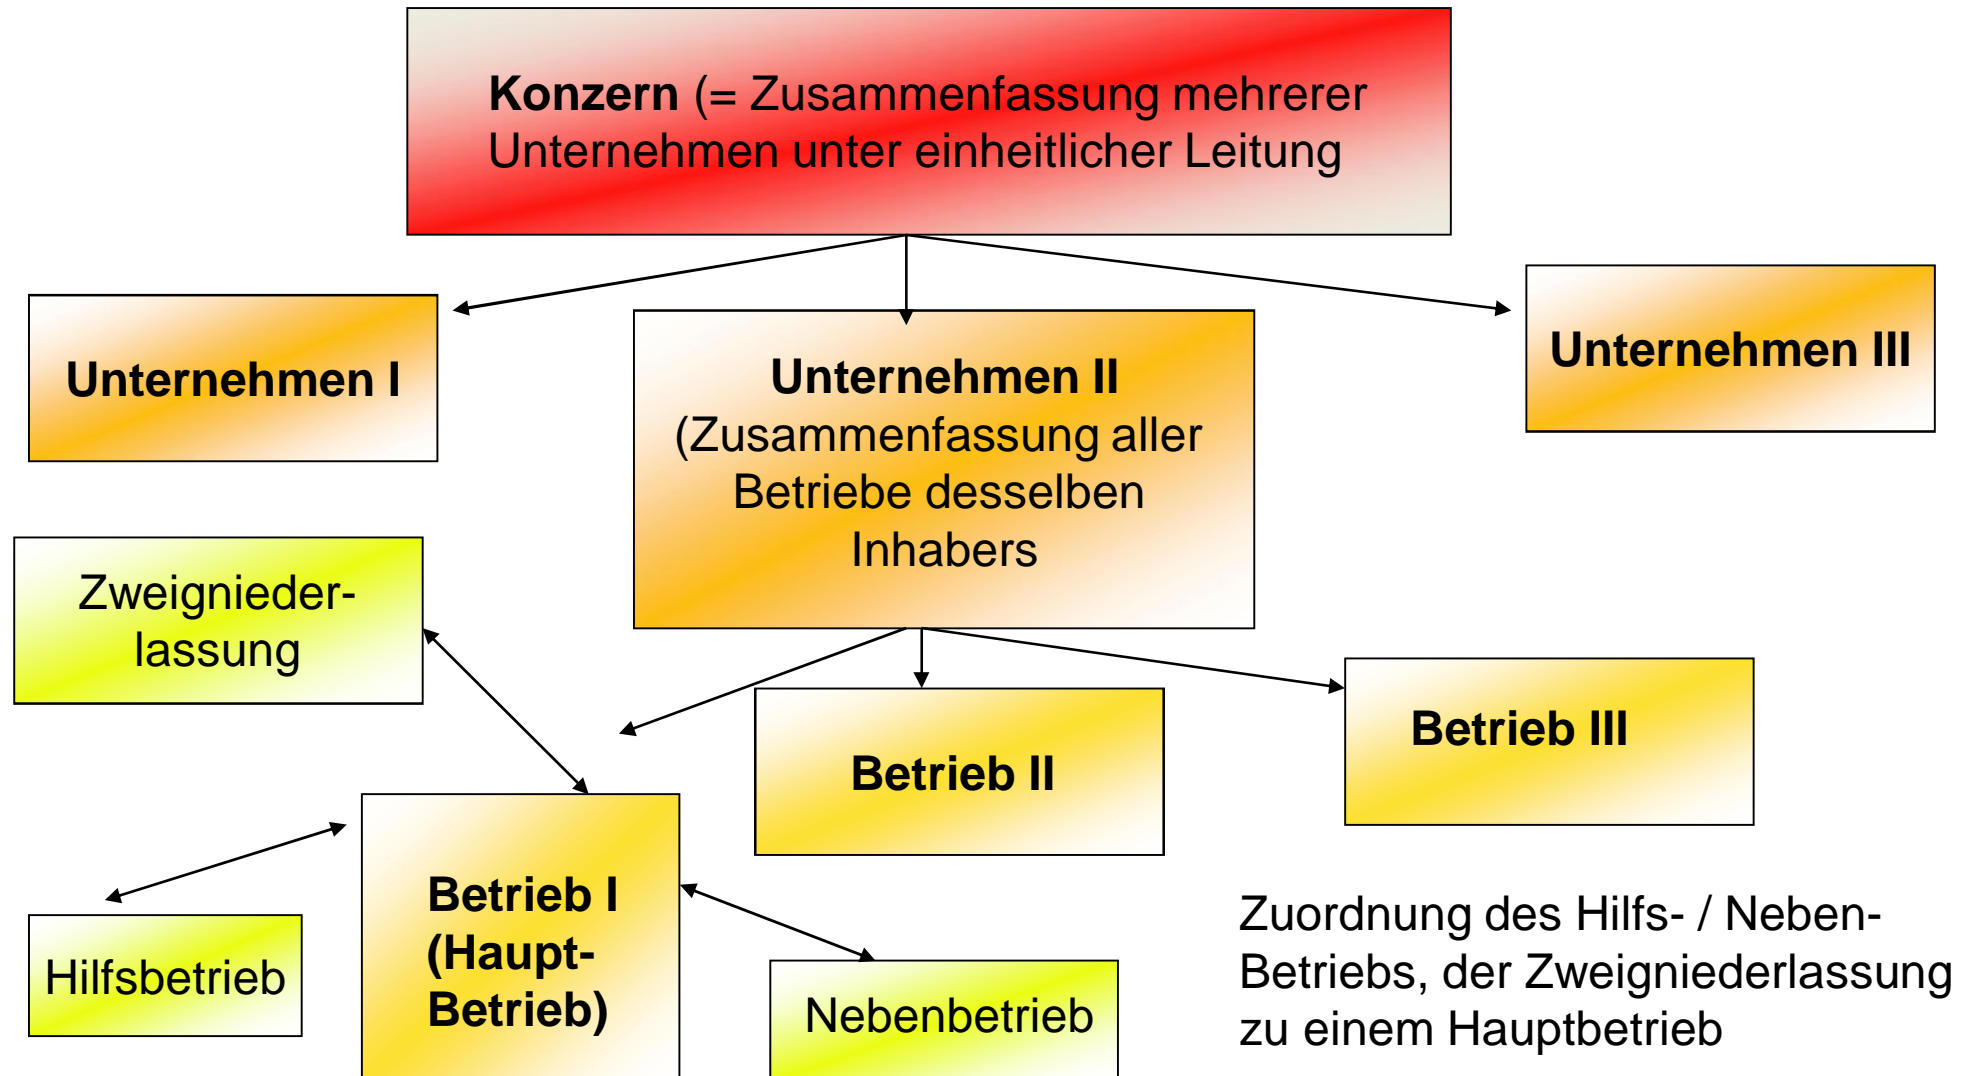 Konzern (= Zusammenfassung mehrerer
Unternehmen unter einheitlicher Leitung
Unternehmen I
Unternehmen II
(Zusammenfassung aller
Betriebe desselben
Inhabers
Unternehmen III
Zweignieder-
lassung
Betrieb II
Betrieb III
Betrieb I
(Haupt-
Betrieb)
Hilfsbetrieb
Nebenbetrieb
Zuordnung des Hilfs- / Neben-
Betriebs, der Zweigniederlassung
zu einem Hauptbetrieb